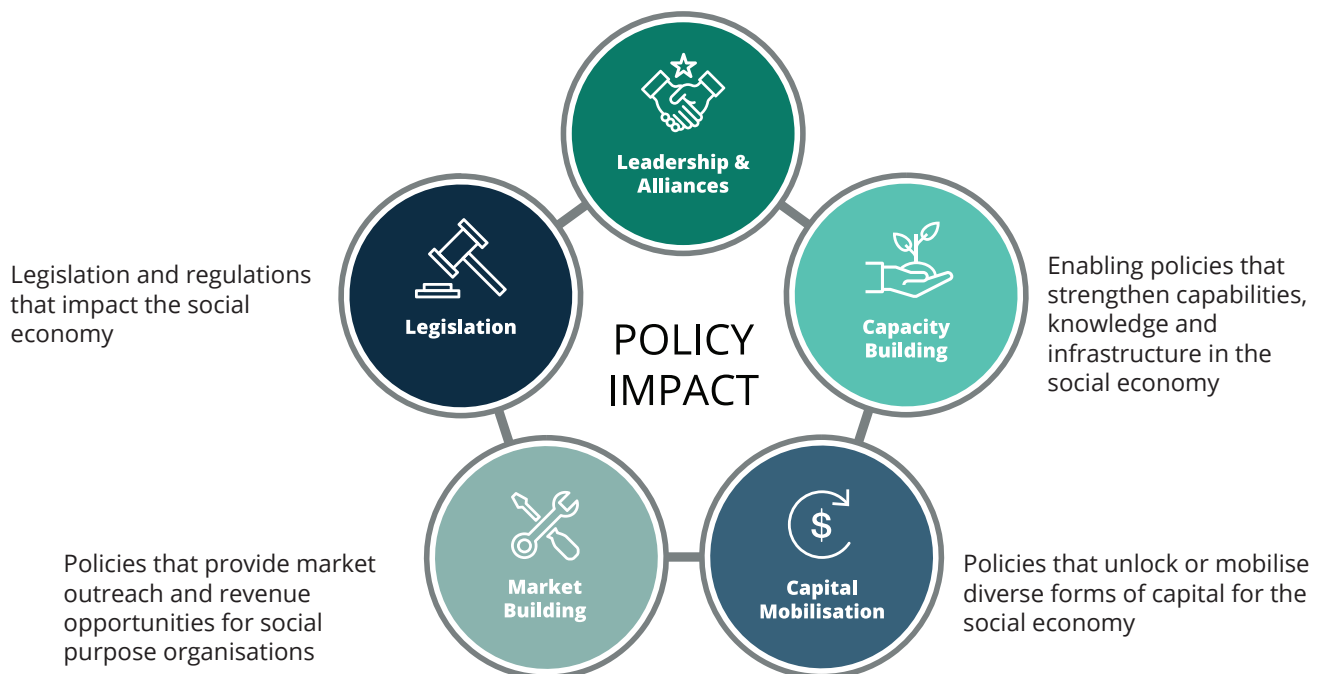 Leadership &
Alliances
Legislation and regulations
that impact the social
economy
Legislation
POLICY
IMPACT
Capacity
Building
Enabling policies that
strengthen capabilities,
knowledge and
infrastructure in the
social economy
Policies that provide market
outreach and revenue
opportunities for social
purpose organisations
Market
Building
$
Capital
Mobilisation
Policies that unlock or mobilise
diverse forms of capital for the
social economy